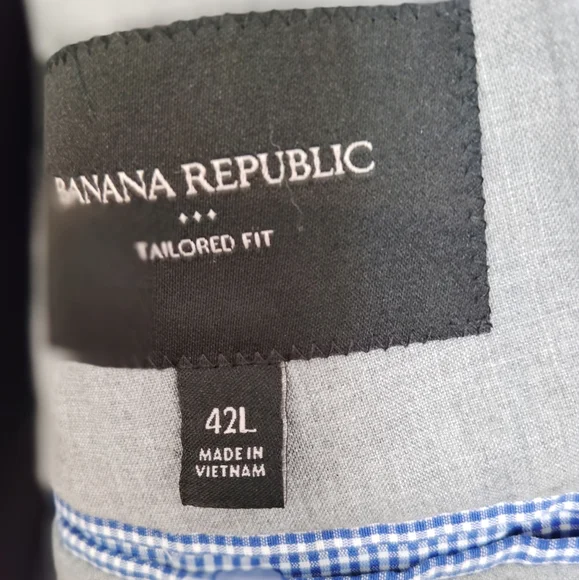 BANANA REPUBLIC
TAILORED FIT
42L
MADE IN
VIETNAM